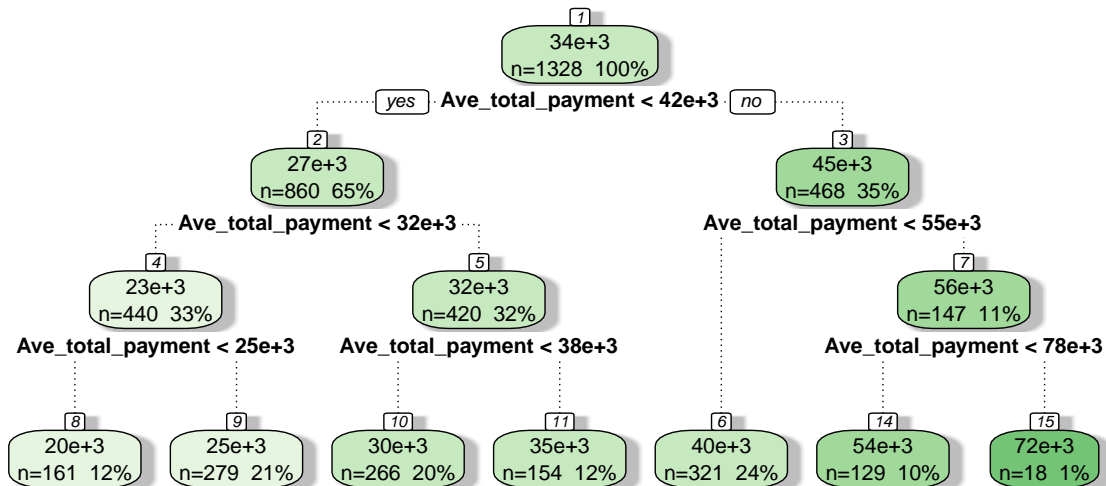 1
34e+3
n=1328 100%
yes Ave_total_payment < 42e+3 no
2 3
27e+3 45e+3
n=860 65% n=468 35%
Ave_total_payment < 32e+3 Ave_total_payment < 55e+3
4 5 7
23e+3 32e+3 56e+3
n=440 33% n=420 32% n=147 11%
Ave_total_payment < 25e+3 Ave_total_payment < 38e+3 Ave_total_payment < 78e+3
8 9 10 11 6 14 15
20e+3 25e+3 30e+3 35e+3 40e+3 54e+3 72e+3
n=161 12% n=279 21% n=266 20% n=154 12% n=321 24% n=129 10% n=18 1%